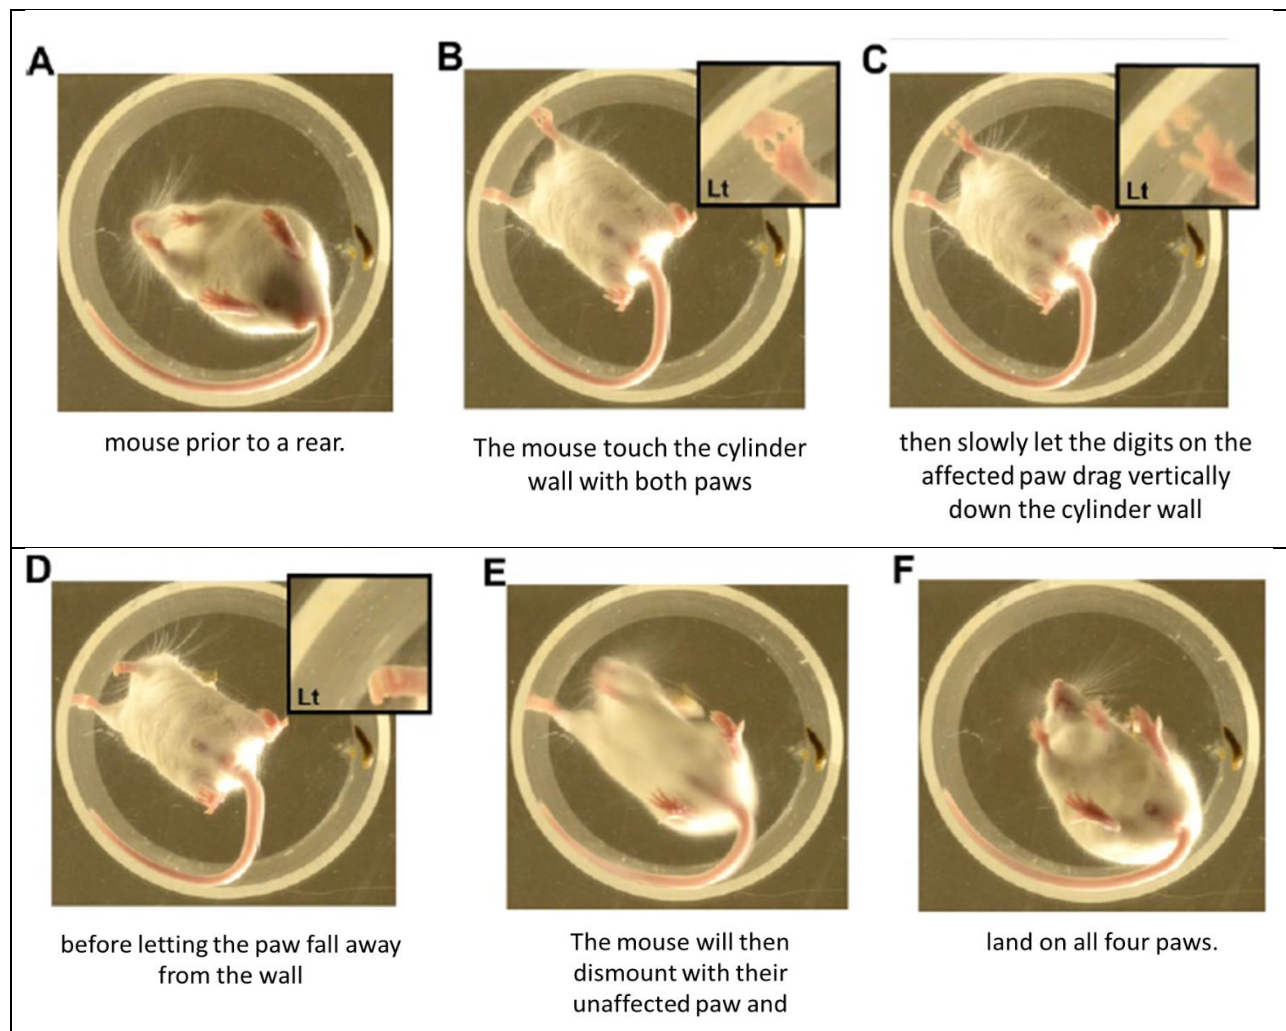 A
B
C
Lt
Lt
mouse prior to a rear.
The mouse touch the cylinder
wall with both paws
then slowly let the digits on the
affected paw drag vertically
down the cylinder wall
D
E
F
Lt
before letting the paw fall away
from the wall
The mouse will then
dismount with their
unaffected paw and
land on all four paws.